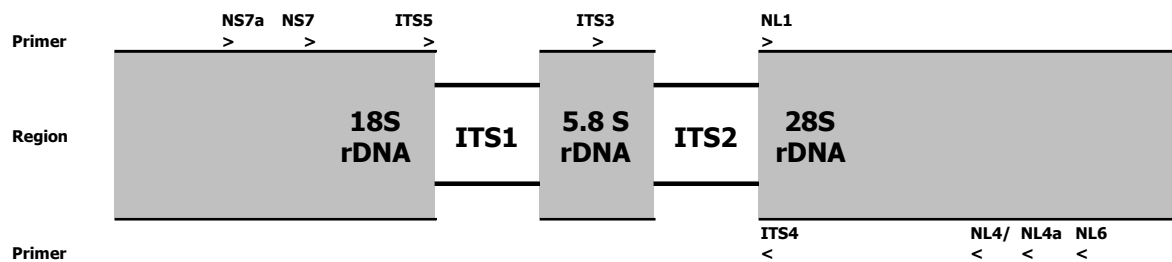 NS7a NS7 ITS5 ITS3 NL1
Primer > > > > >
18S 5.8 S 28S
Region ITS1 ITS2
rDNA rDNA rDNA
ITS4 NL4/ NL4a NL6
Primer < < < <